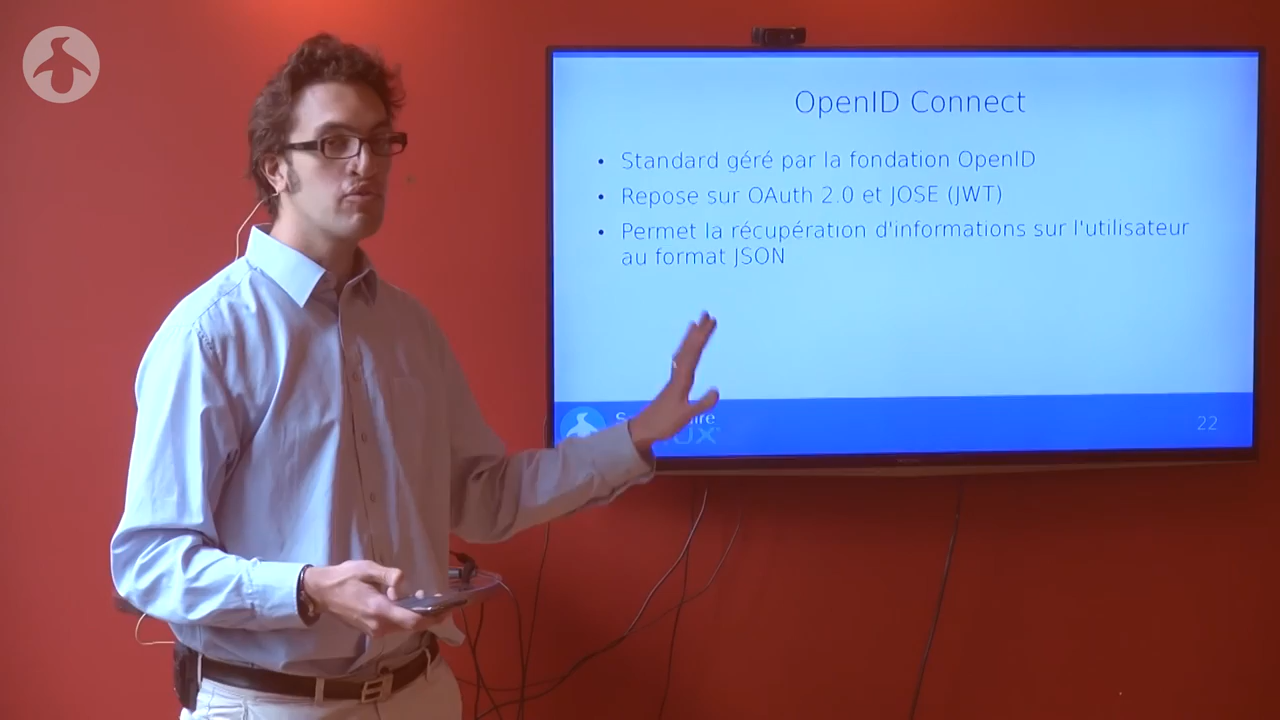 OpenID Connect
• Standard géré par la fondation OpenID
• Repose sur OAuth 2.0 et JOSE (JWT)
• Permet la récupération d'informations sur l'utilisateur
au format JSON
22